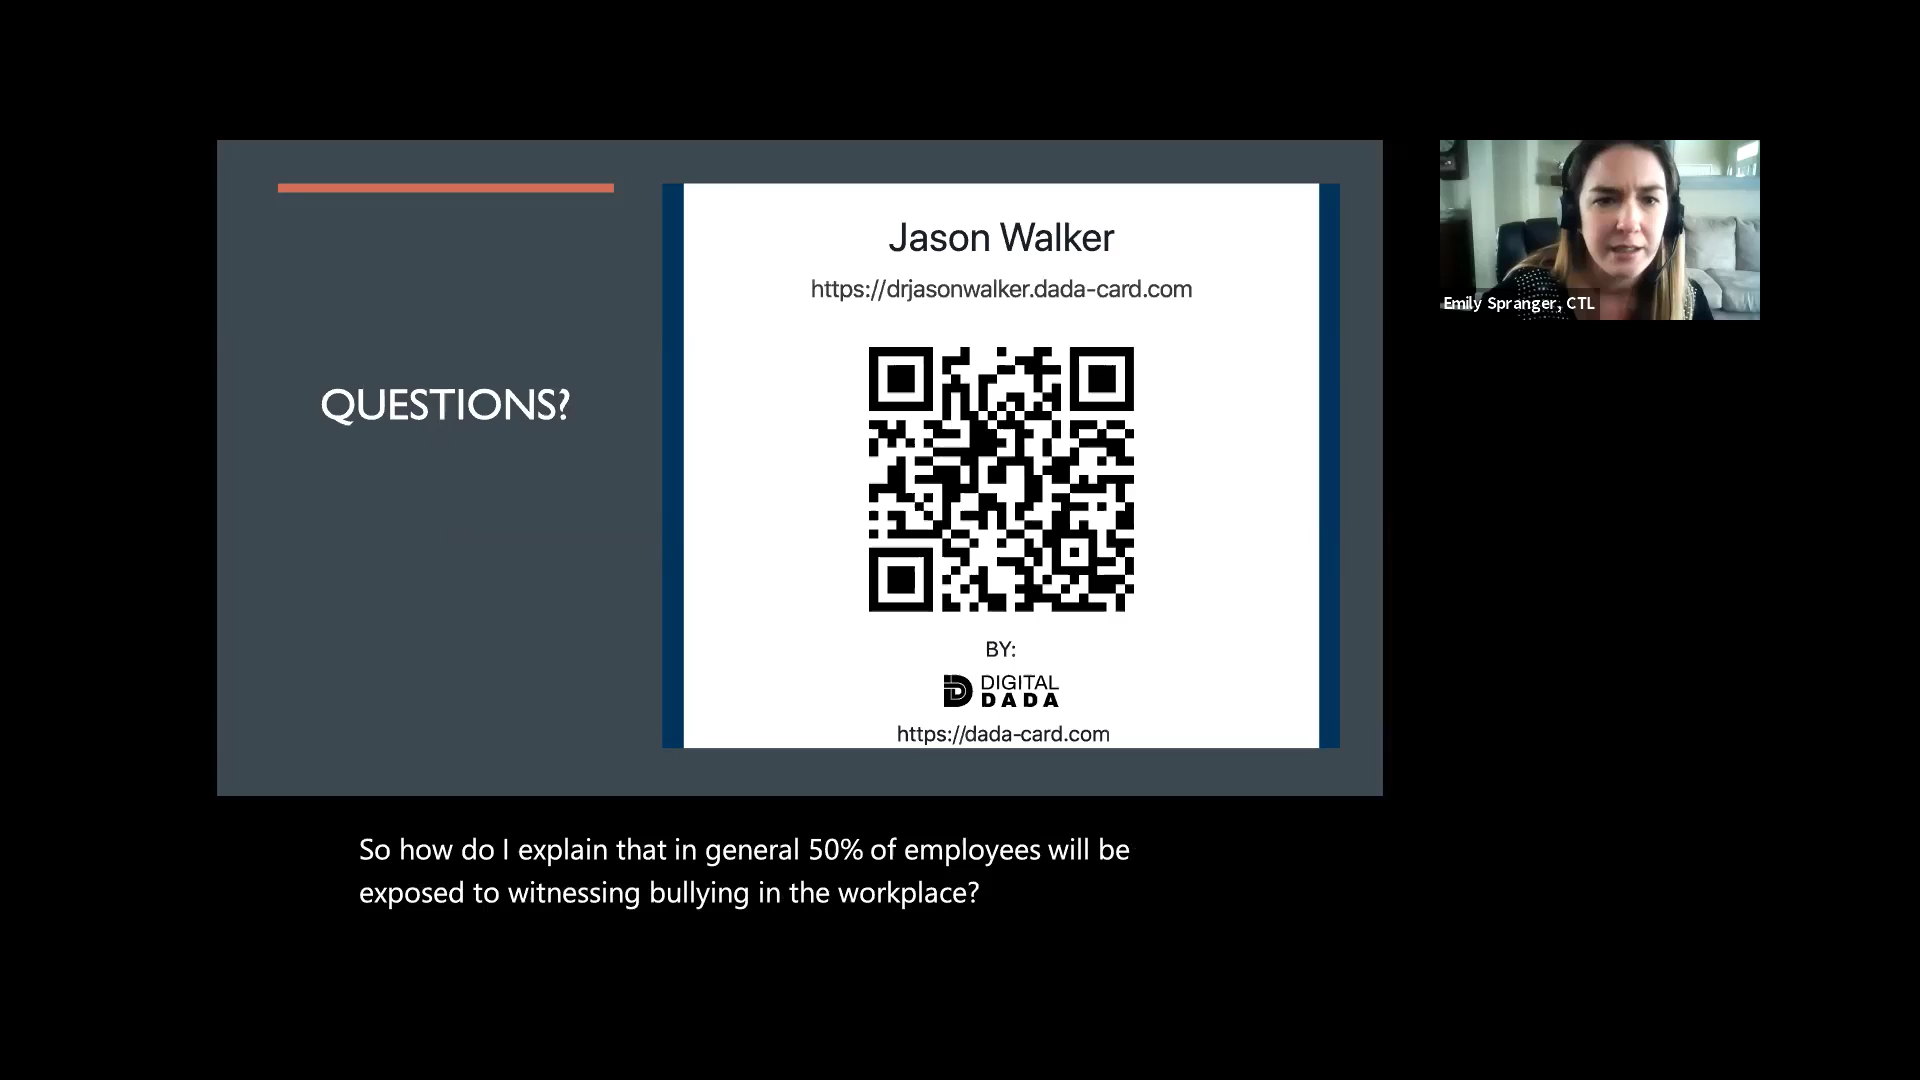 QUESTIONS?
Jason Walker
https://drjasonwalker.dada-card.com
BY:
DIGITAL
DADA
https://dada-card.com
Emily Spranger, CTL
So how do I explain that in general 50% of employees will be
exposed to witnessing bullying in the workplace?